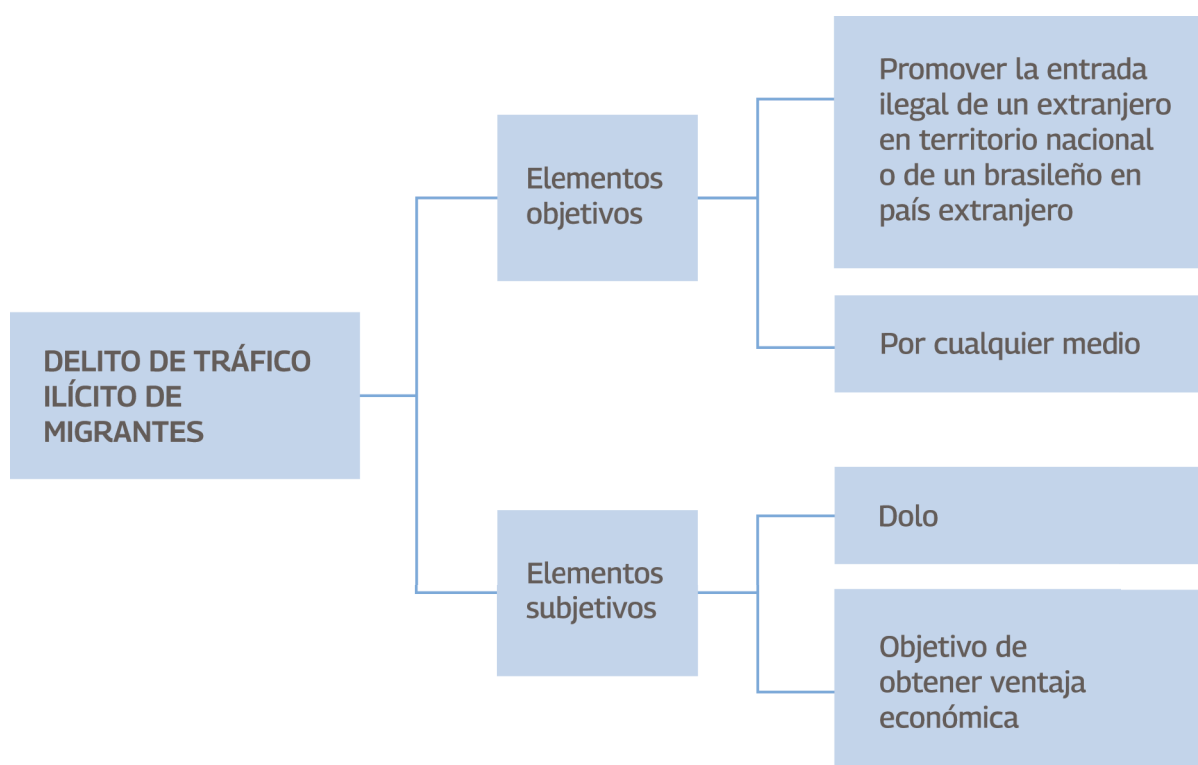 DELITO DE TRÁFICO
ILÍCITO DE
MIGRANTES
Elementos
objetivos
Promover la entrada
ilegal de un extranjero
en territorio nacional
o de un brasileño en
país extranjero
Por cualquier medio
Elementos
subjetivos
Dolo
Objetivo de
obtener ventaja
económica